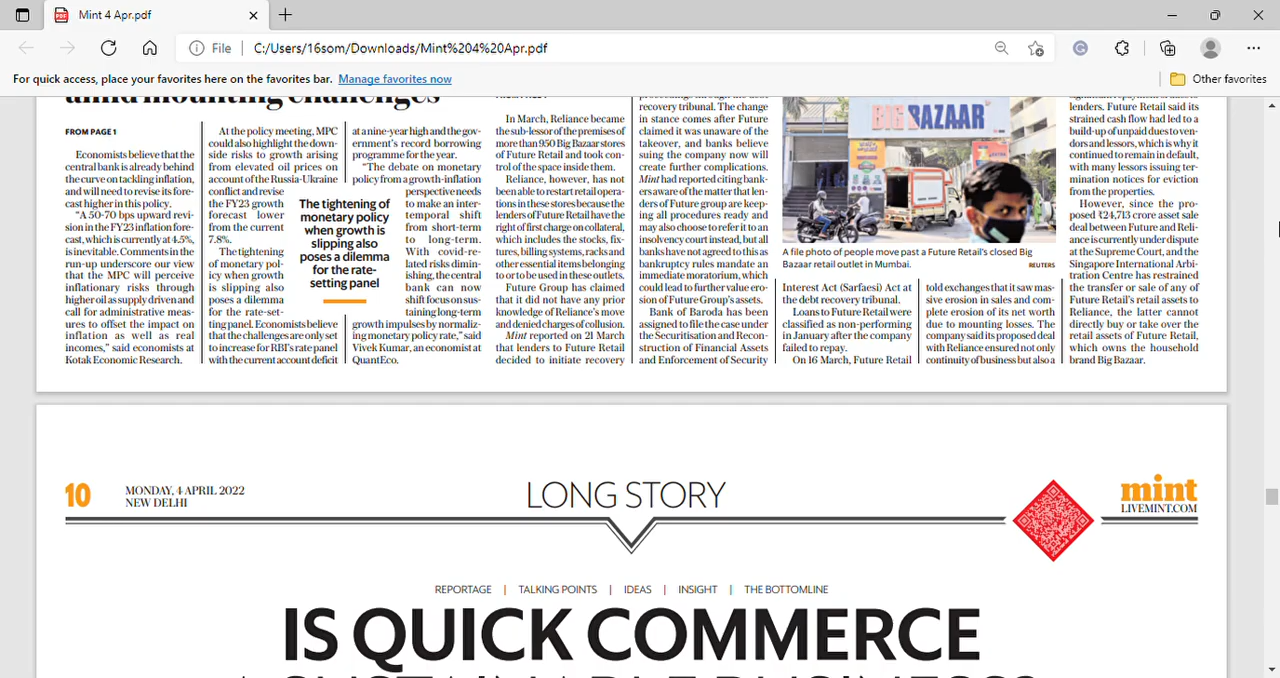 Mint 4 Apr.pdf
File
C:/Users/16som/Downloads/Mint%204%20Apr.pdf
For quick access, place your favorites here on the favorites bar. Manage favorites now
Other favorites
amid mounting challenges
FROM PAGE 1
Economists believe that the
central bank is already behind
the curve on tackling inflation,
and will need to revise its fore-
cast higher in this policy.
“A 50-70 bps upward revi-
sion in the FY23 inflation fore-
cast, which is currently at 4.5%,
is inevitable. Comments in the
run-up underscore our view
that the MPC will perceive
inflationary risks through
higher oil as supply driven and
call for administrative meas-
ures to offset the impact on
inflation as well as real
incomes,” said economists at
Kotak Economic Research.
At the policy meeting, MPC
could also highlight the down-
side risks to growth arising
from elevated oil prices on
account of the Russia-Ukraine
conflict and revise
the FY23 growth
forecast lower
from the current
7.8%.
The tightening
of monetary pol-
icy when growth
is slipping also
poses a dilemma
for the rate-set-
ting panel. Economists believe
that the challenges are only set
to increase for RBI's rate panel
with the current account deficit
The tightening of
monetary policy
when growth is
slipping also
poses a dilemma
for the rate-
setting panel
at a nine-year high and the gov-
ernment's record borrowing
programme for the year.
“The debate on monetary
policy from a growth-inflation
perspective needs
to make an inter-
temporal shift
from short-term
to long-term.
With covid-re-
lated risks dimin-
ishing, the central
bank can now
shift focus on sus-
taining long-term
growth impulses by normaliz-
ing monetary policy rate,” said
Vivek Kumar, an economist at
QuantEco.
In March, Reliance became
the sub-lessor of the premises of
more than 950 Big Bazaar stores
of Future Retail and took con-
trol of the space inside them.
Reliance, however, has not
been able to restart retail opera-
tions in these stores because the
lenders of Future Retail have the
right of first charge on collateral,
which includes the stocks, fix-
tures, billing systems, racks and
other essential items belonging
to or to be used in these outlets.
Future Group has claimed
that it did not have any prior
knowledge of Reliance's move
and denied charges of collusion.
Mint reported on 21 March
that lenders to Future Retail
decided to initiate recovery
recovery tribunal. The change
in stance comes after Future
claimed it was unaware of the
takeover, and banks believe
suing the company now will
create further complications.
Mint had reported citing bank-
ers aware of the matter that len-
ders of Future group are keep-
ing all procedures ready and
may also choose to refer it to an
insolvency court instead, but all
banks have not agreed to this as
bankruptcy rules mandate an
immediate moratorium, which
could lead to further value ero-
sion of Future Group's assets.
Bank of Baroda has been
assigned to file the case under
the Securitisation and Recon-
struction of Financial Assets
and Enforcement of Security
BIG BAZAAR
A file photo of people move past a Future Retail's closed Big
Bazaar retail outlet in Mumbai.
REUTERS
Interest Act (Sarfaesi) Act at
the debt recovery tribunal.
Loans to Future Retail were
classified as non-performing
in January after the company
failed to repay.
On 16 March, Future Retail
told exchanges that it saw mas-
sive erosion in sales and com-
plete erosion of its net worth
due to mounting losses. The
company said its proposed deal
with Reliance ensured not only
continuity of business but also a
lenders. Future Retail said its
strained cash flow had led to a
build-up of unpaid dues to ven-
dors and lessors, which is why it
continued to remain in default,
with many lessors issuing ter-
mination notices for eviction
from the properties.
However, since the pro-
posed ₹24,713 crore asset sale
deal between Future and Reli-
ance is currently under dispute
at the Supreme Court, and the
Singapore International Arbi-
tration Centre has restrained
the transfer or sale of any of
Future Retail's retail assets to
Reliance, the latter cannot
directly buy or take over the
retail assets of Future Retail,
which owns the household
brand Big Bazaar.
10
MONDAY, 4 APRIL 2022
NEW DELHI
LONG STORY
mint
LIVEMINT.COM
REPORTAGE | TALKING POINTS | IDEAS | INSIGHT | THE BOTTOMLINE
IS QUICK COMMERCE
A SUSTAINABLE BUSINESS?